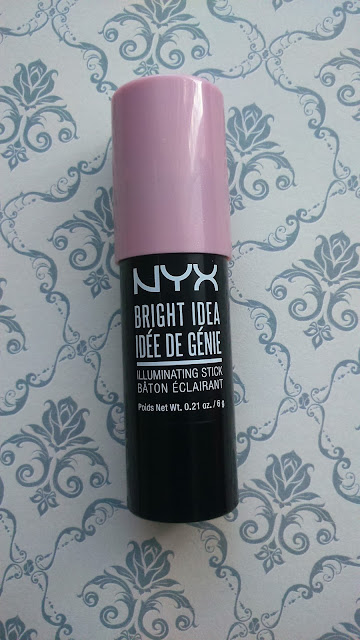 NYX
BRIGHT IDEA
IDÉE DE GÉNIE
ILLUMINATING STICK
BÂTON ÉCLAIRANT
Poids Net Wt. 0.21 oz. / 6 g